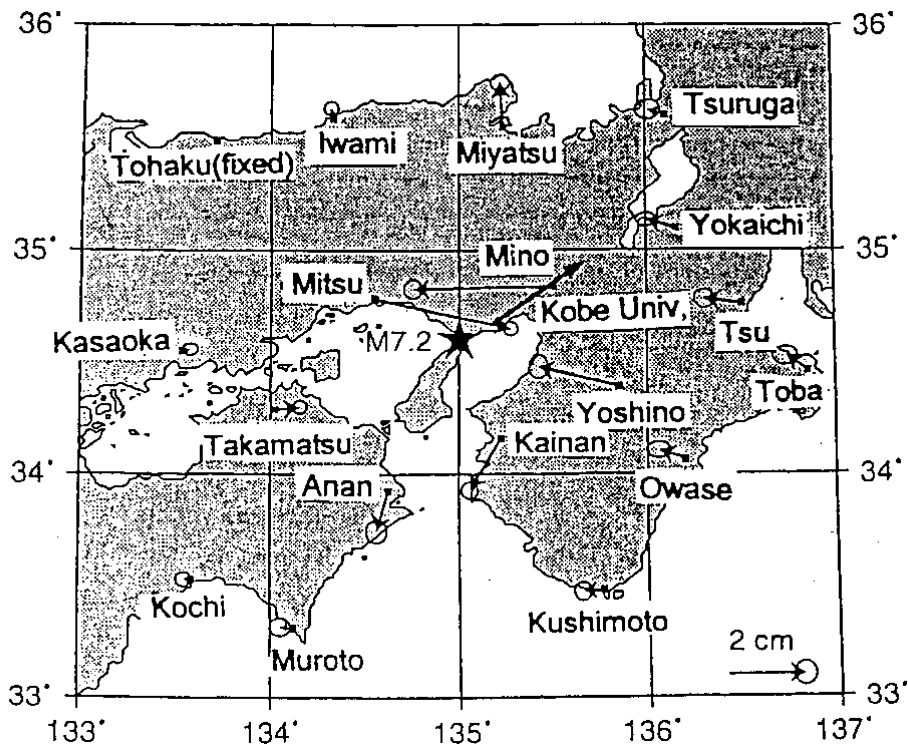 36°
36°
Tsuruga
Iwami
Miyatsu
Tohaku(fixed)
Yokaichi
35°
35°
Mino
Mitsu
Kobe Univ,
Kasaoka
M7.2
Tsu
Toba
Yoshino
Takamatsu
Kainan
34°
34°
Anan
Owase
Kochi
Kushimoto
2 cm
Muroto
33°
33°
133°
134°
135°
136°
137°